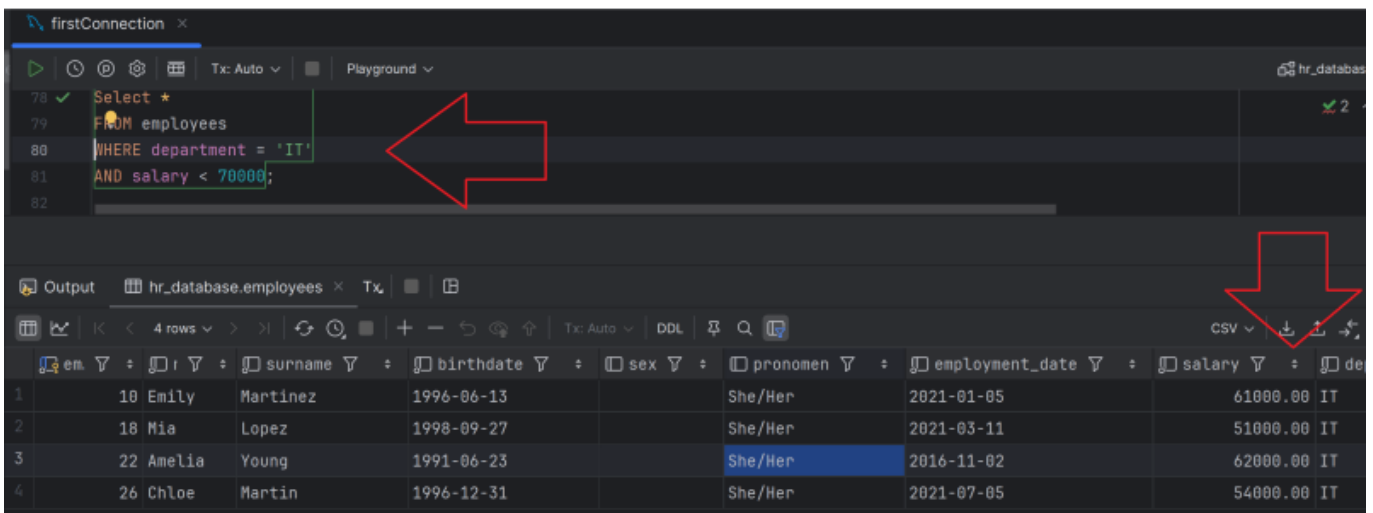 firstConnection ×
Tx: Auto Playground hr_databas
78 Select *
79 FROM employees
80 WHERE department = 'IT'
81 AND salary < 70000;
82
2
Output hr_database.employees × Tx
4 rows Tx: Auto DDL CSV
em. r surname birthdate sex pronomen employment_date salary de
1 10 Emily Martinez 1996-06-13 She/Her 2021-01-05 61000.00 IT
2 18 Mia Lopez 1998-09-27 She/Her 2021-03-11 51000.00 IT
3 22 Amelia Young 1991-06-23 She/Her 2016-11-02 62000.00 IT
4 26 Chloe Martin 1996-12-31 She/Her 2021-07-05 54000.00 IT